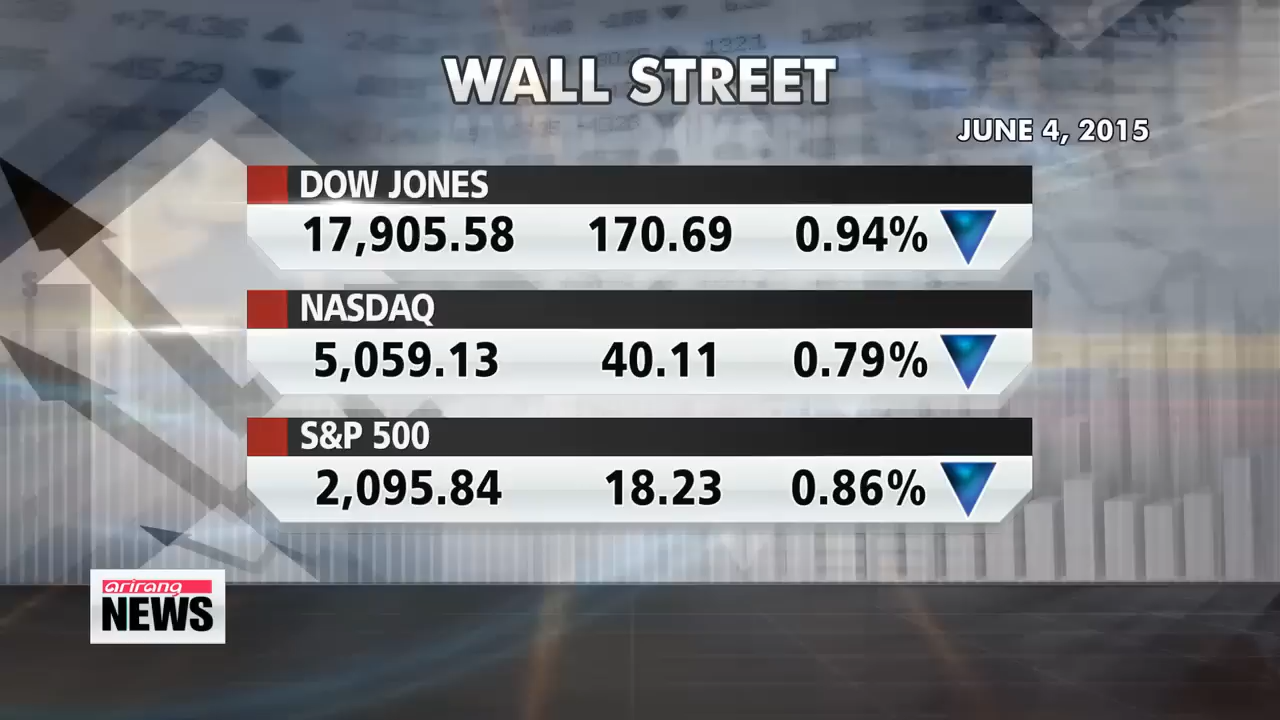 WALL STREET
JUNE 4, 2015
DOW JONES
17,905.58 170.69 0.94%
NASDAQ
5,059.13 40.11 0.79%
S&P 500
2,095.84 18.23 0.86%
arirang
NEWS